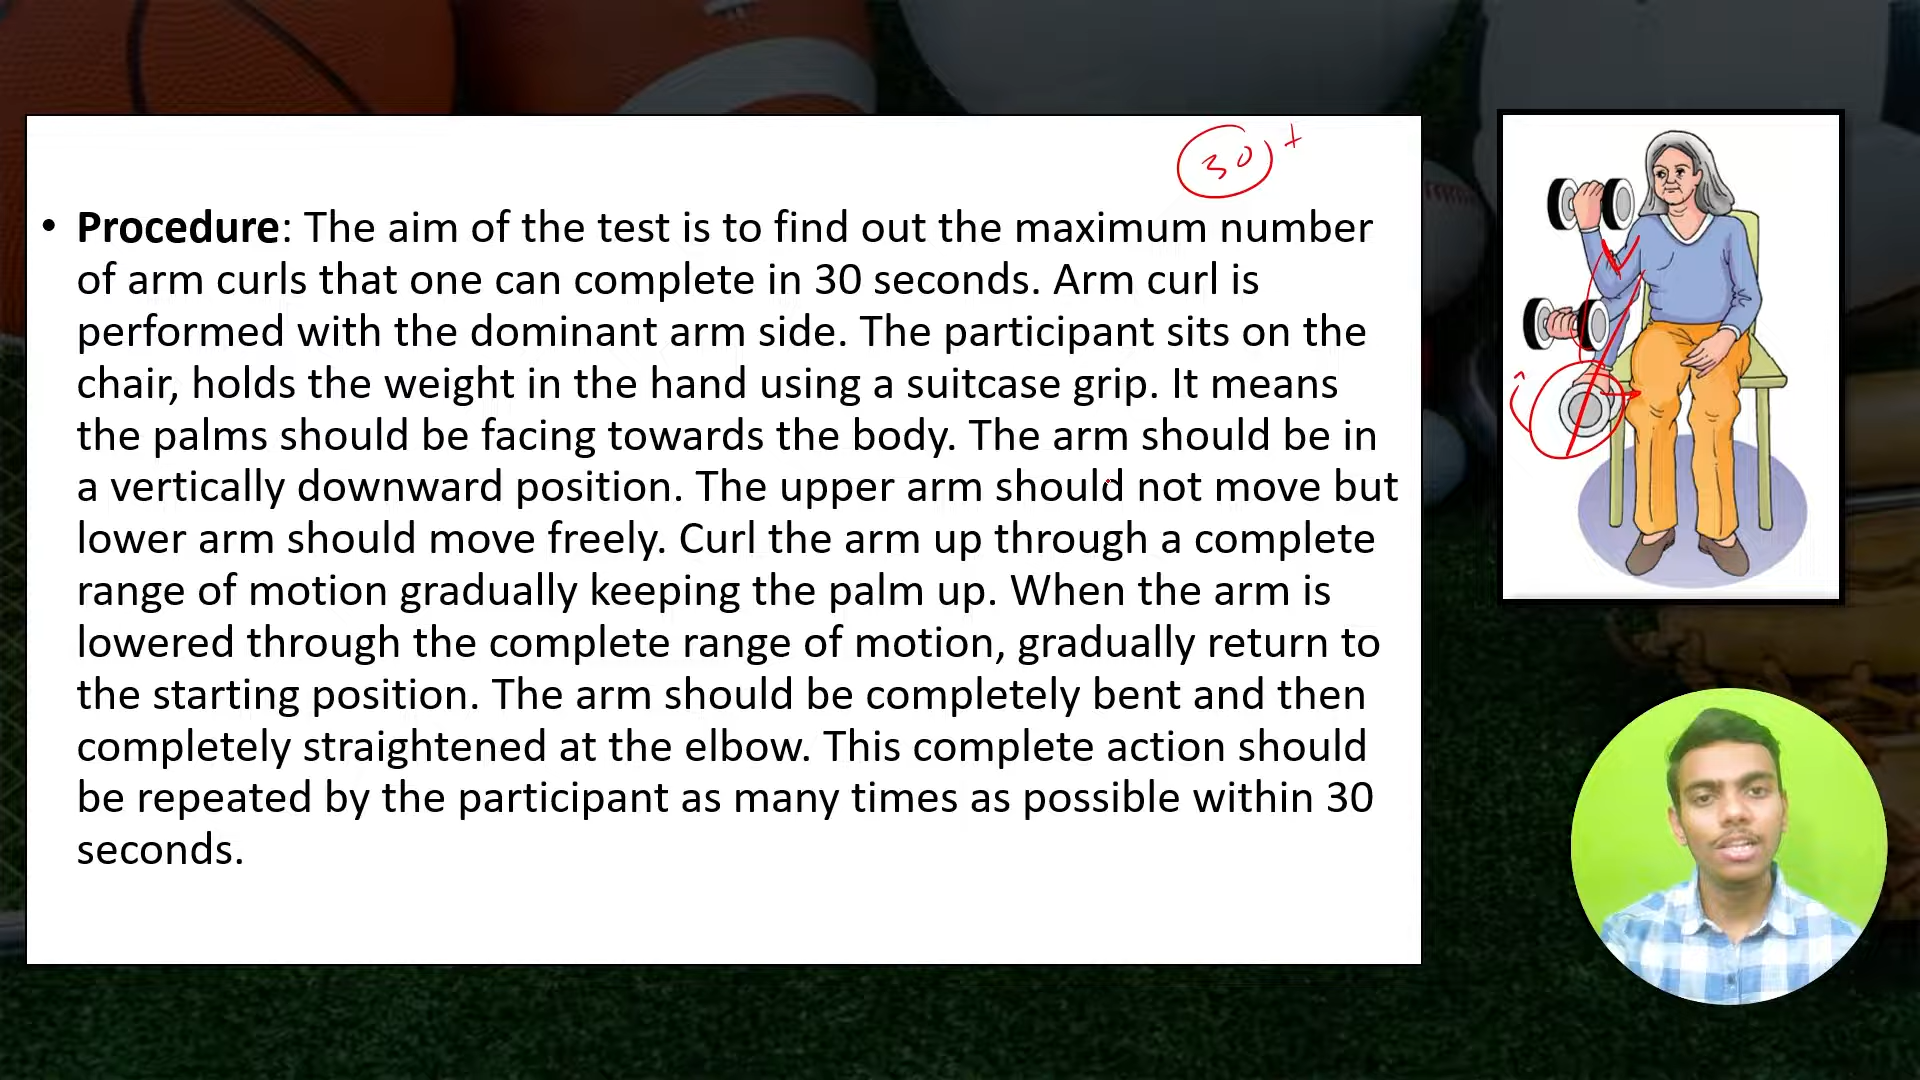 30+
• Procedure: The aim of the test is to find out the maximum number
of arm curls that one can complete in 30 seconds. Arm curl is
performed with the dominant arm side. The participant sits on the
chair, holds the weight in the hand using a suitcase grip. It means
the palms should be facing towards the body. The arm should be in
a vertically downward position. The upper arm should not move but
lower arm should move freely. Curl the arm up through a complete
range of motion gradually keeping the palm up. When the arm is
lowered through the complete range of motion, gradually return to
the starting position. The arm should be completely bent and then
completely straightened at the elbow. This complete action should
be repeated by the participant as many times as possible within 30
seconds.